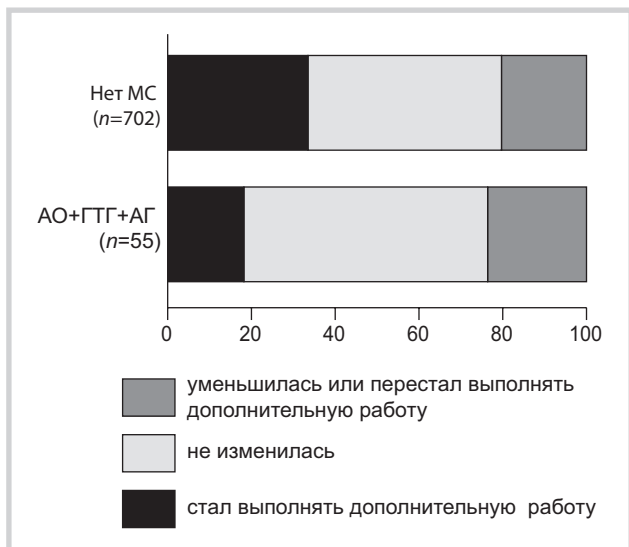 Нет МС
(n=702)
АО+ГТГ+АГ
(n=55)
0 20 40 60 80 100
уменьшилась или перестал выполнять
дополнительную работу
не изменилась
стал выполнять дополнительную работу